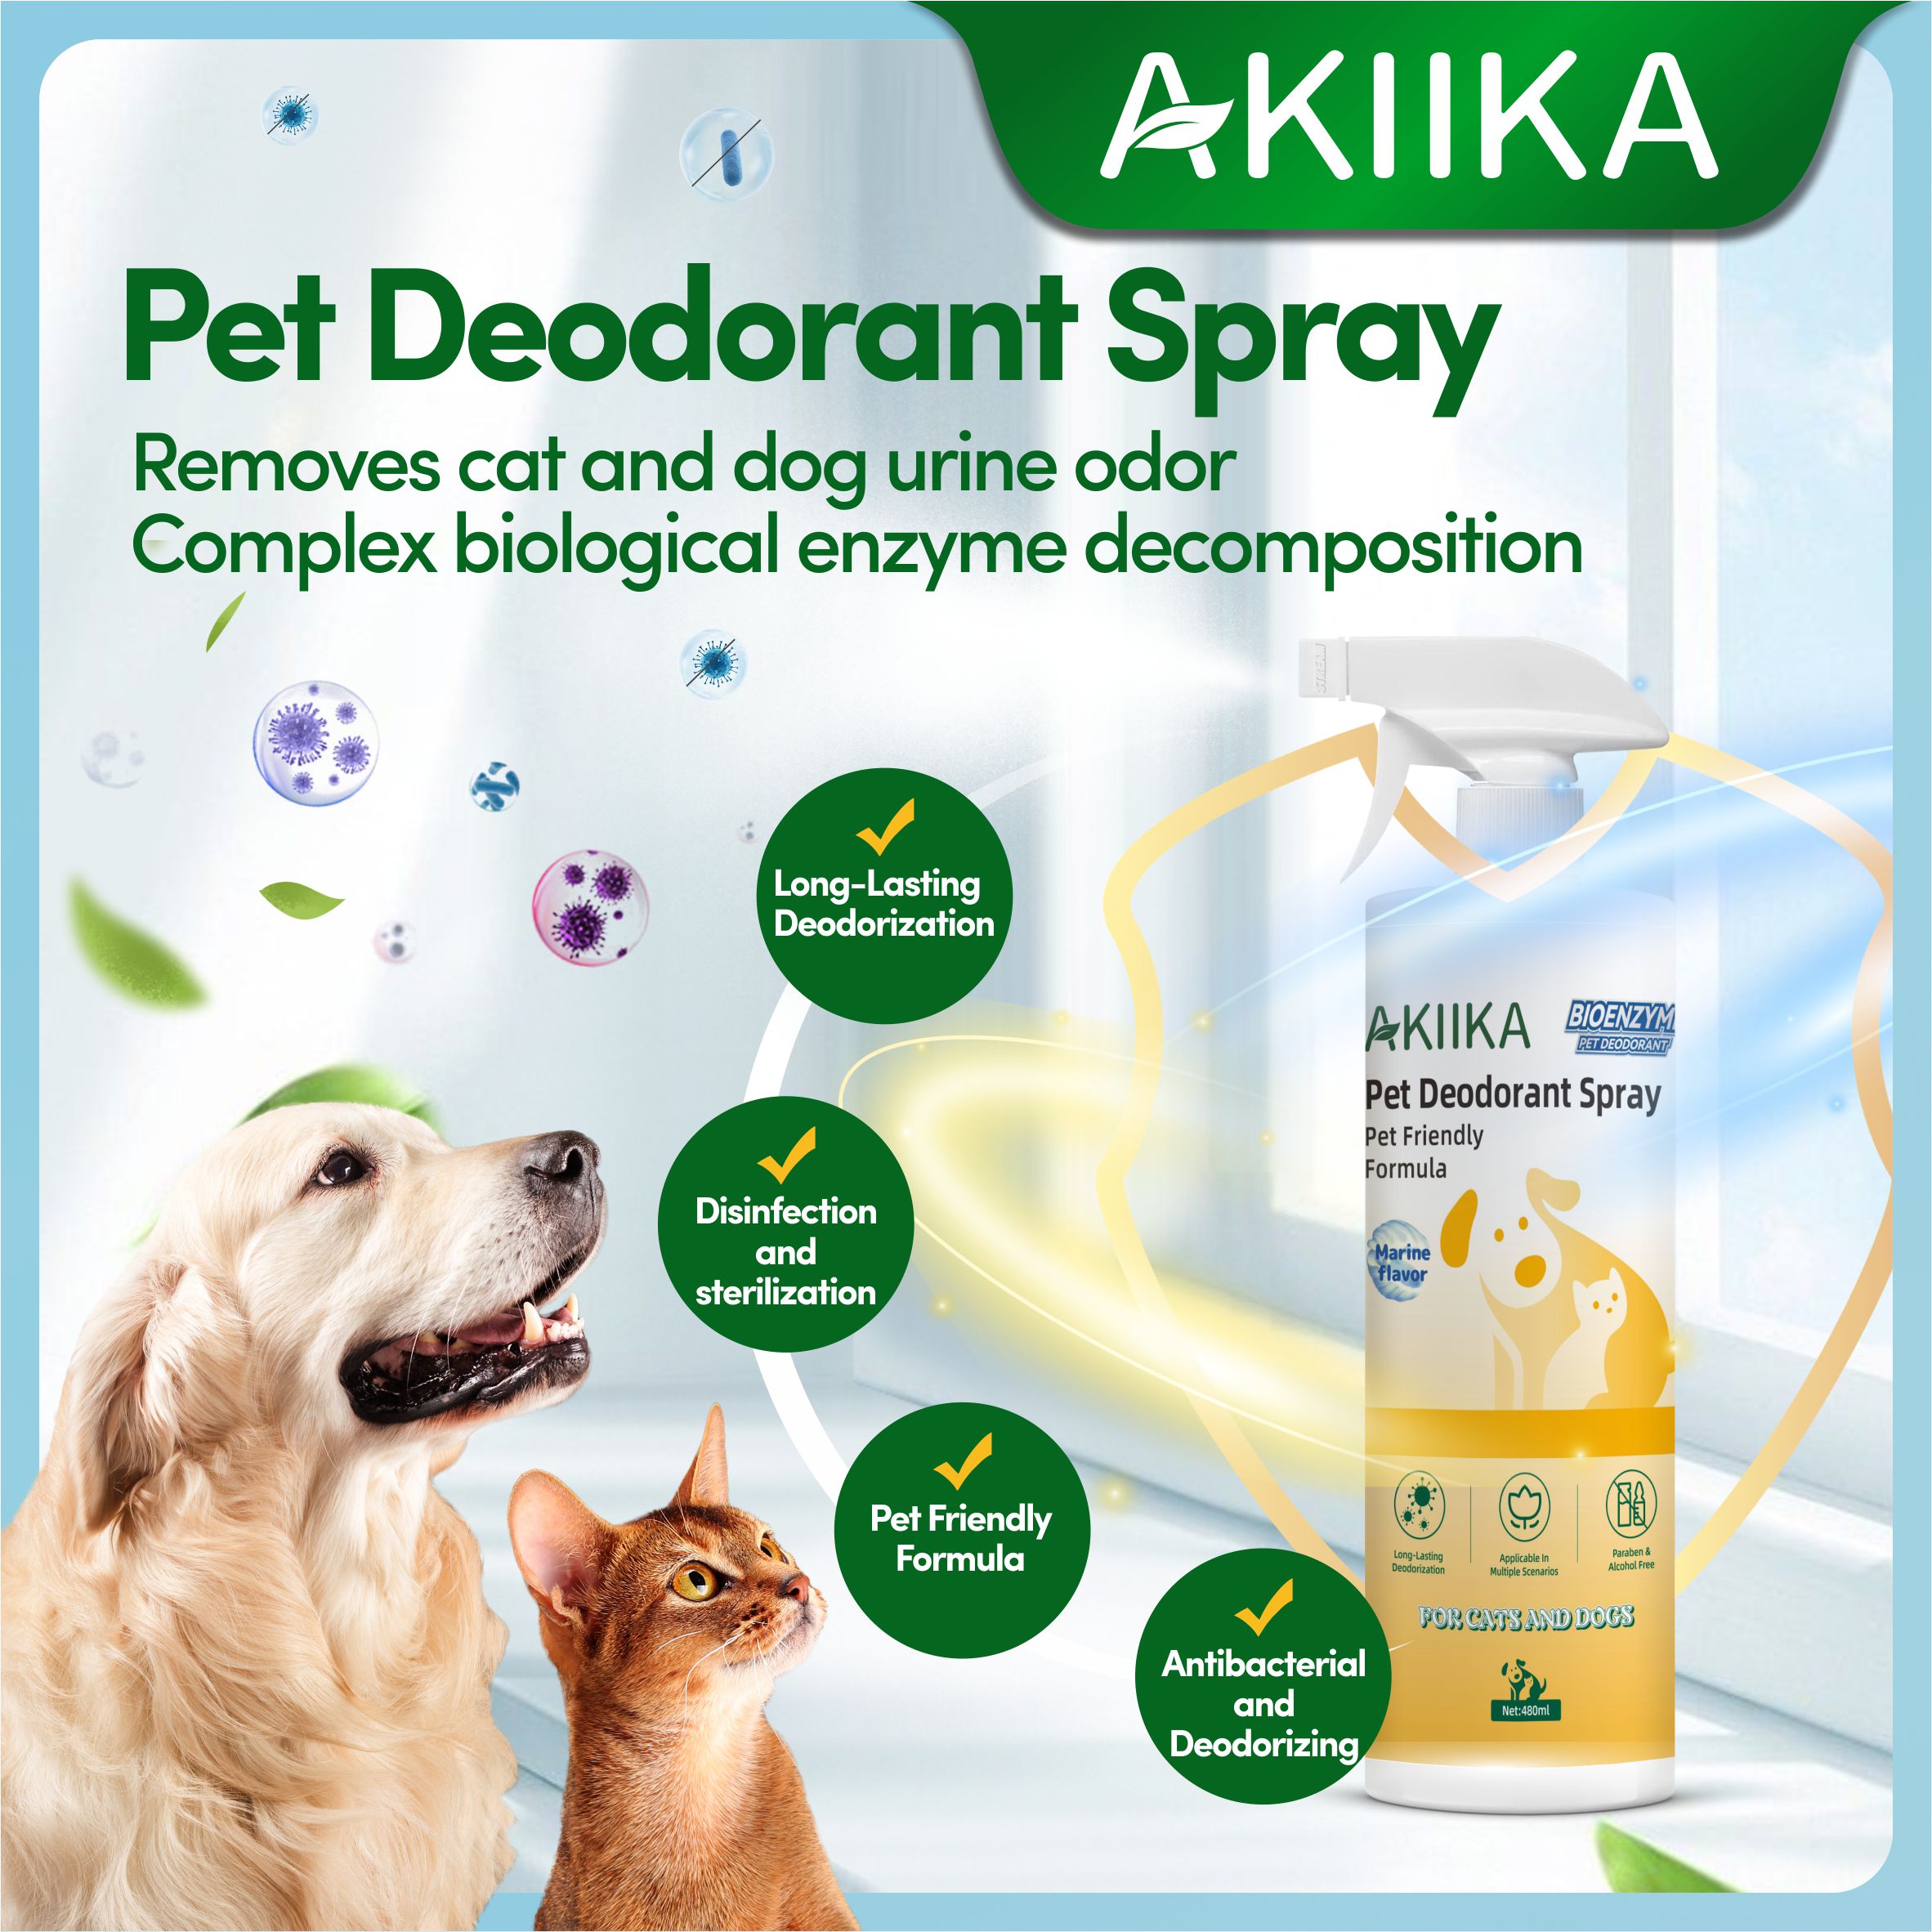 AKIIKA
Pet Deodorant Spray
Removes cat and dog urine odor
Complex biological enzyme decomposition
STREAM
Long-Lasting
Deodorization
Disinfection
and
sterilization
Pet Friendly
Formula
Antibacterial
and
Deodorizing
AKIIKA
BIOENZYM
PET DEODORANT
Pet Deodorant Spray
Pet Friendly
Formula
Marine
flavor
Long-Lasting
Deodorization
Applicable In
Multiple Scenarios
Paraben &
Alcohol Free
FOR CATS AND DOGS
Net:480ml